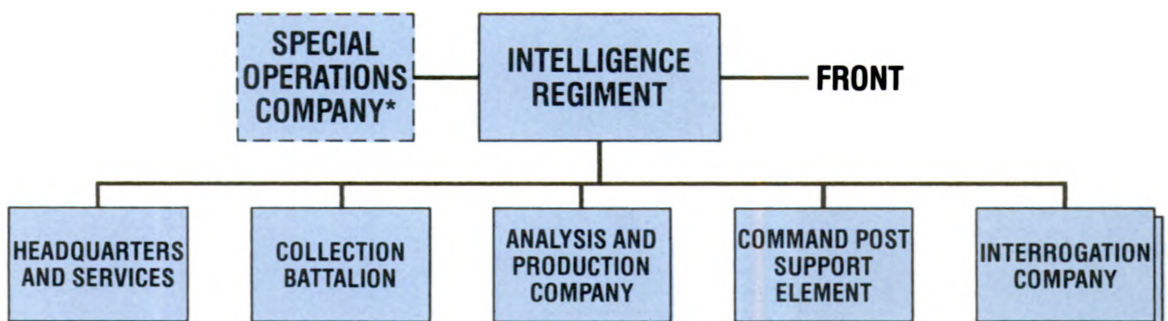 SPECIAL
OPERATIONS
COMPANY*
INTELLIGENCE
REGIMENT
FRONT
HEADQUARTERS
AND SERVICES
COLLECTION
BATTALION
ANALYSIS AND
PRODUCTION
COMPANY
COMMAND POST
SUPPORT
ELEMENT
INTERROGATION
COMPANY